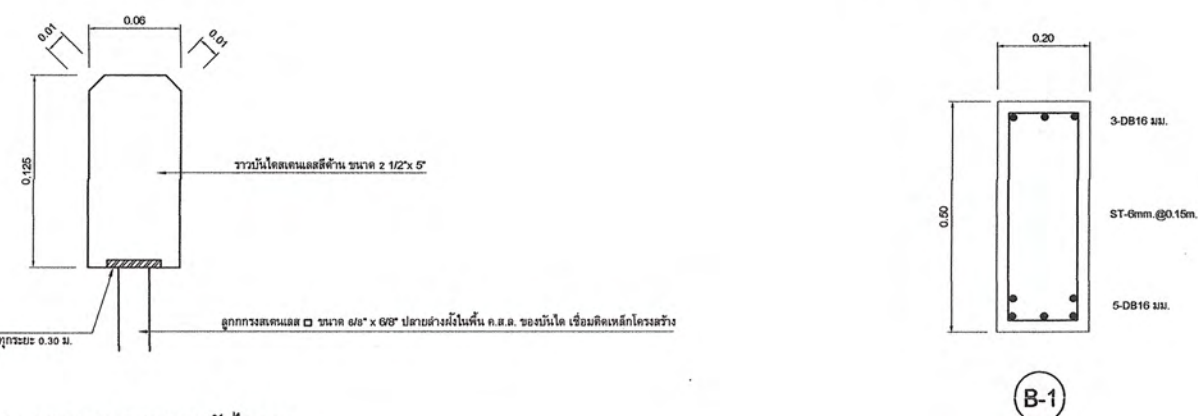 0.06
0.01
0.01
0.125
ราวบันไดสเตนเลสสีด้าน ขนาด 2 1/2"x 5"
ลูกกกรงสเตนเลส ขนาด 6/8" x 6/8" ปลายล่างฝังในพื้น ค.ส.ล. ของบันได เชื่อมติดเหล็กโครงสร้าง
ทุกระยะ 0.30 ม.
0.20
0.50
3-DB16 มม.
ST-6mm.@0.15m.
5-DB16 มม.
B-1